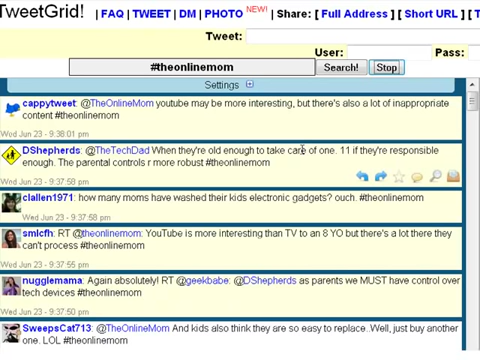 TweetGrid! | FAQ | TWEET | DM | PHOTO NEW! | Share: [ Full Address ] [ Short URL ] [
Tweet:
User: Pass:
#theonlinemom Search! Stop
Settings +
cappytweet: @TheOnlineMom youtube may be more interesting, but there's also a lot of inappropriate
content #theonlinemom
Wed Jun 23 - 9:38:01 pm
DShepherds: @TheTechDad When they're old enough to take care of one. 11 if they're responsible
enough. The parental controls r more robust #theonlinemom
Wed Jun 23 - 9:37:58 pm
clallen1971: how many moms have washed their kids electronic gadgets? ouch. #theonlinemom
Wed Jun 23 - 9:37:58 pm
smlcfh: RT @theonlinemom: YouTube is more interesting than TV to an 8 YO but there's a lot there they
can't process #theonlinemom
Wed Jun 23 - 9:37:55 pm
nugglemama: Again absolutely! RT @geekbabe: @DShepherds as parents we MUST have control over
tech devices #theonlinemom
Wed Jun 23 - 9:37:50 pm
SweepsCat713: @TheOnlineMom And kids also think they are so easy to replace..Well, just buy another
one. LOL #theonlinemom